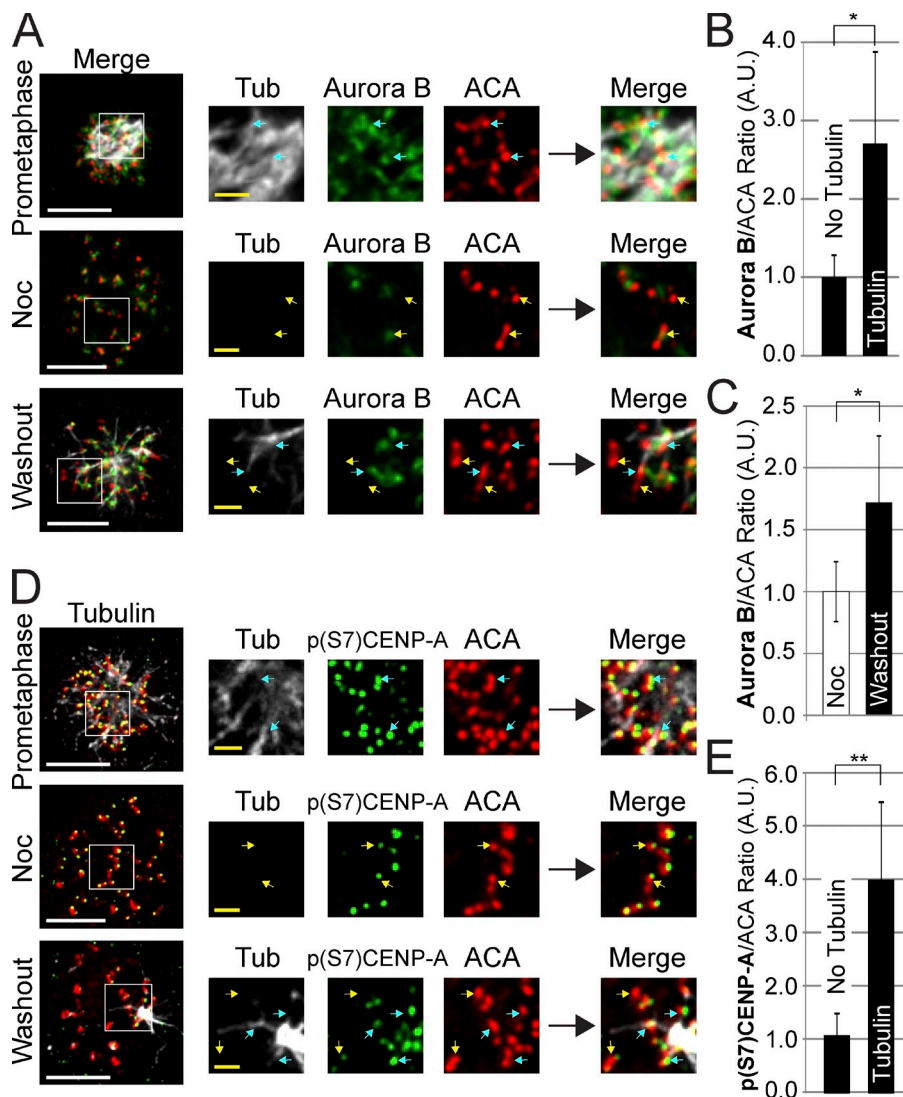 A
Merge
Prometaphase
Tub
Aurora B
ACA
Merge
Noc
Tub
Aurora B
ACA
Merge
Washout
Tub
Aurora B
ACA
Merge
B
Aurora B/ACA Ratio (A.U.)
4.0
3.0
2.0
1.0
0.0
*
No Tubulin
Tubulin
C
Aurora B/ACA Ratio (A.U.)
2.5
2.0
1.5
1.0
0.5
0.0
*
Noc
Washout
D
Tubulin
Prometaphase
Tub
p(S7)CENP-A
ACA
Merge
Noc
Tub
p(S7)CENP-A
ACA
Merge
Washout
Tub
p(S7)CENP-A
ACA
Merge
E
p(S7)CENP-A/ACA Ratio (A.U.)
6.0
5.0
4.0
3.0
2.0
1.0
0.0
**
No Tubulin
Tubulin